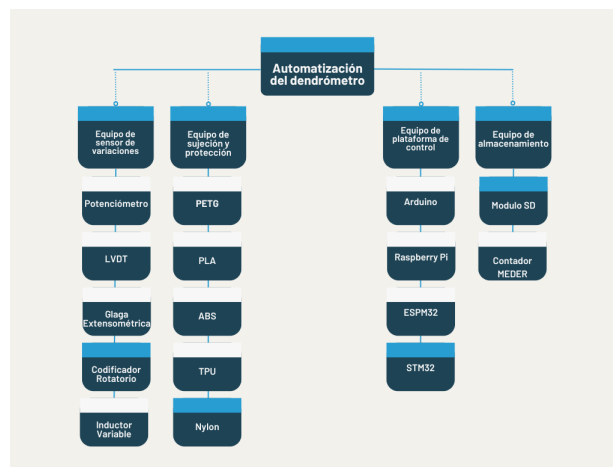 Automatización
del dendrómetro
Equipo de
sensor de
variaciones
Equipo de
sujeción y
protección
Equipo de
plataforma de
control
Equipo de
almacenamiento
Potenciómetro
PETG
Arduino
Modulo SD
LVDT
PLA
Raspberry Pi
Contador
MEDER
Glaga
Extensométrica
ABS
ESPM32
Codificador
Rotatorio
TPU
STM32
Inductor
Variable
Nylon